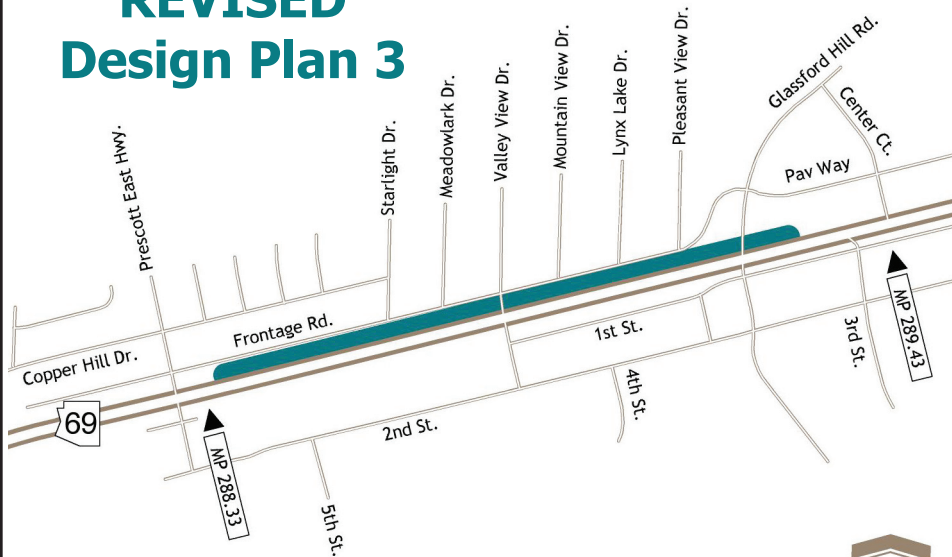 REVISED
Design Plan 3
Prescott East Hwy.
Starlight Dr.
Meadowlark Dr.
Valley View Dr.
Mountain View Dr.
Lynx Lake Dr.
Pleasant View Dr.
Glassford Hill Rd.
Center Ct.
Pav Way
Frontage Rd.
Copper Hill Dr.
1st St.
69
2nd St.
3rd St.
4th St.
5th St.
MP 288.33
MP 289.43